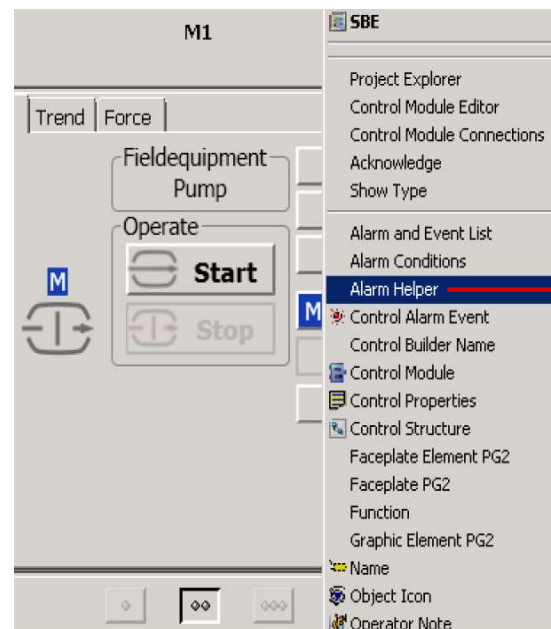 M1
Trend
Force
Fieldequipment
Pump
Operate
Start
Stop
M
M
SBE
Project Explorer
Control Module Editor
Control Module Connections
Acknowledge
Show Type
Alarm and Event List
Alarm Conditions
Alarm Helper
Control Alarm Event
Control Builder Name
Control Module
Control Properties
Control Structure
Faceplate Element PG2
Faceplate PG2
Function
Graphic Element PG2
Name
Object Icon
Operator Note